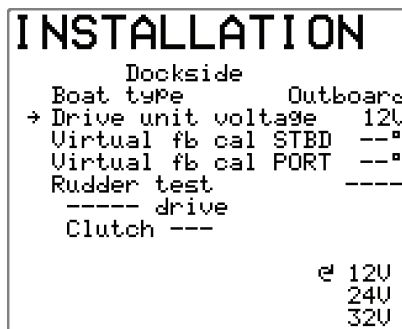 INSTALLATION
Dockside
Boat type Outboard
→ Drive unit voltage 12V
Virtual fb cal STBD --°
Virtual fb cal PORT --°
Rudder test ----
----- drive
Clutch ---
12V
24V
32V